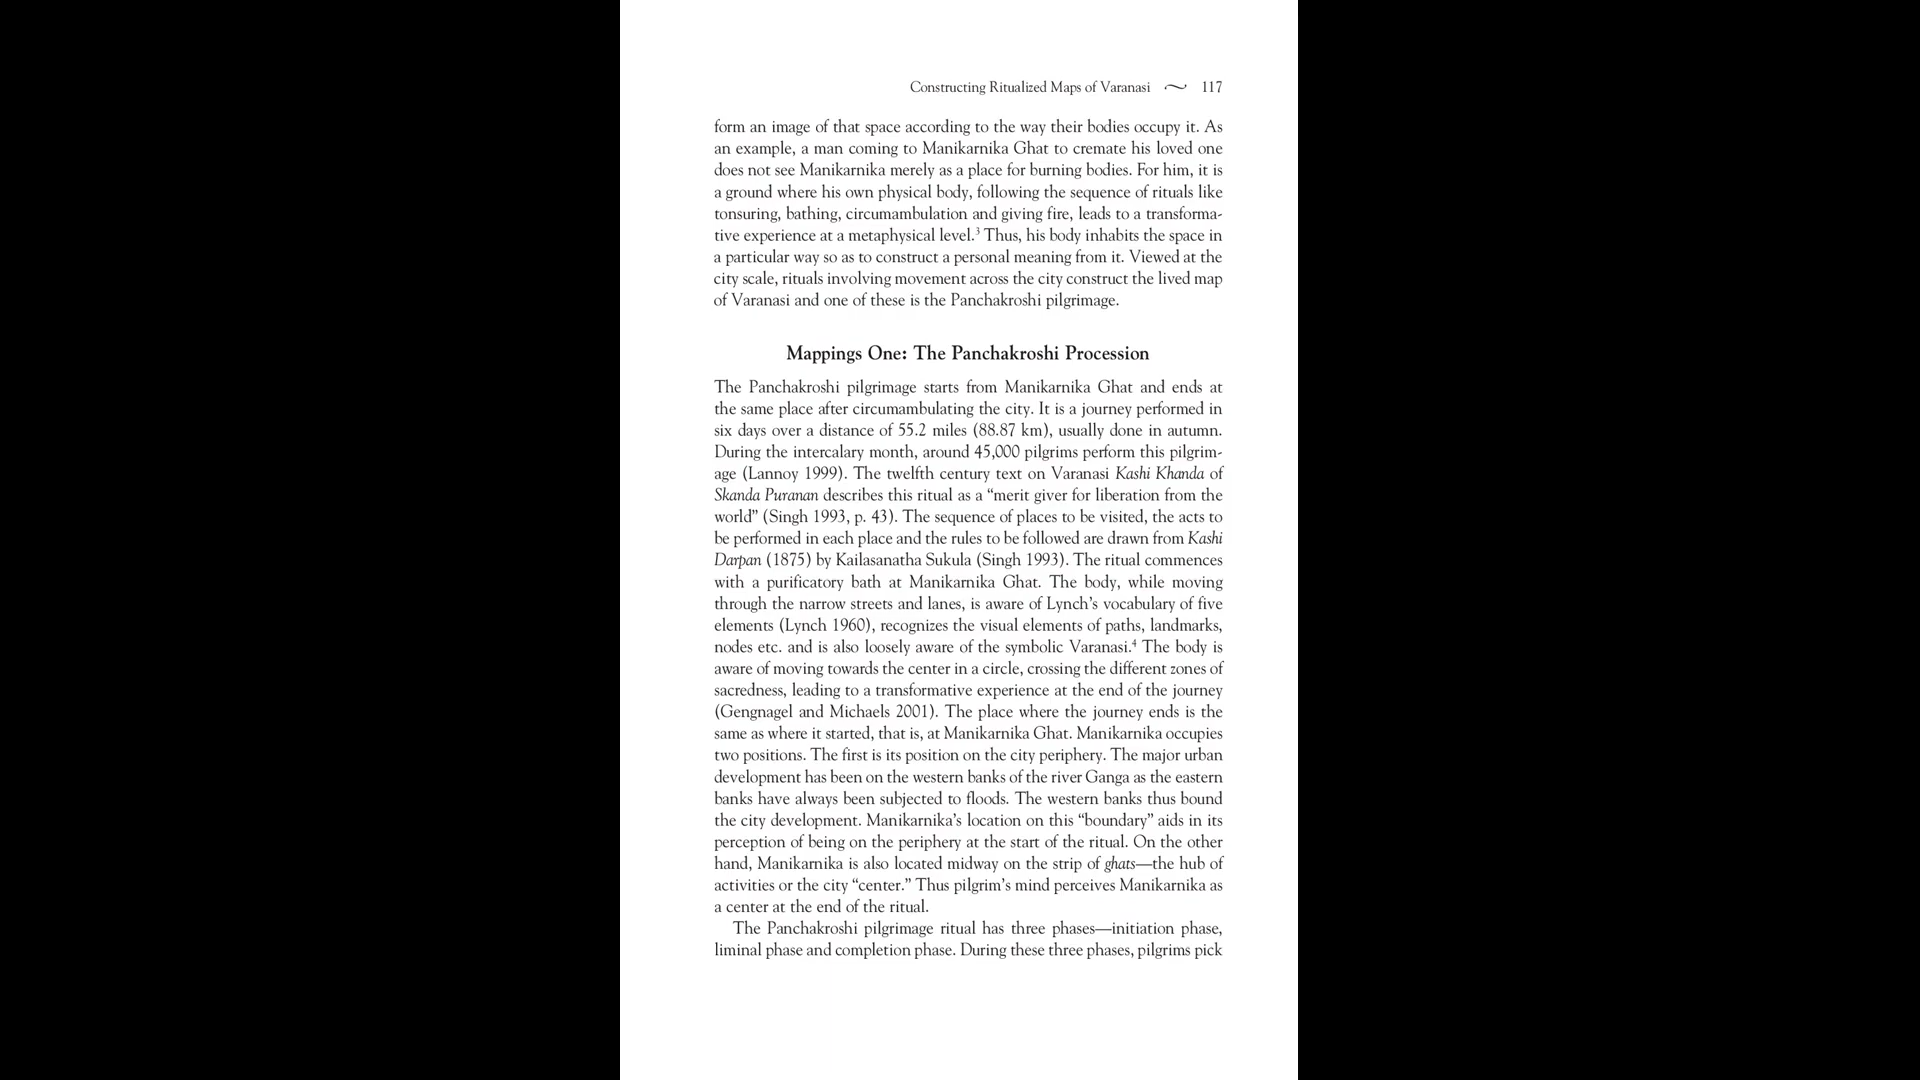 Constructing Ritualized Maps of Varanasi ~ 117
form an image of that space according to the way their bodies occupy it. As
an example, a man coming to Manikarnika Ghat to cremate his loved one
does not see Manikarnika merely as a place for burning bodies. For him, it is
a ground where his own physical body, following the sequence of rituals like
tonsuring, bathing, circumambulation and giving fire, leads to a transforma-
tive experience at a metaphysical level.³ Thus, his body inhabits the space in
a particular way so as to construct a personal meaning from it. Viewed at the
city scale, rituals involving movement across the city construct the lived map
of Varanasi and one of these is the Panchakroshi pilgrimage.
Mappings One: The Panchakroshi Procession
The Panchakroshi pilgrimage starts from Manikarnika Ghat and ends at
the same place after circumambulating the city. It is a journey performed in
six days over a distance of 55.2 miles (88.87 km), usually done in autumn.
During the intercalary month, around 45,000 pilgrims perform this pilgrim-
age (Lannoy 1999). The twelfth century text on Varanasi Kashi Khanda of
Skanda Puranan describes this ritual as a “merit giver for liberation from the
world” (Singh 1993, p. 43). The sequence of places to be visited, the acts to
be performed in each place and the rules to be followed are drawn from Kashi
Darpan (1875) by Kailasanatha Sukula (Singh 1993). The ritual commences
with a purificatory bath at Manikarnika Ghat. The body, while moving
through the narrow streets and lanes, is aware of Lynch’s vocabulary of five
elements (Lynch 1960), recognizes the visual elements of paths, landmarks,
nodes etc. and is also loosely aware of the symbolic Varanasi.⁴ The body is
aware of moving towards the center in a circle, crossing the different zones of
sacredness, leading to a transformative experience at the end of the journey
(Gengnagel and Michaels 2001). The place where the journey ends is the
same as where it started, that is, at Manikarnika Ghat. Manikarnika occupies
two positions. The first is its position on the city periphery. The major urban
development has been on the western banks of the river Ganga as the eastern
banks have always been subjected to floods. The western banks thus bound
the city development. Manikarnika’s location on this “boundary” aids in its
perception of being on the periphery at the start of the ritual. On the other
hand, Manikarnika is also located midway on the strip of ghats—the hub of
activities or the city “center.” Thus pilgrim’s mind perceives Manikarnika as
a center at the end of the ritual.
The Panchakroshi pilgrimage ritual has three phases—initiation phase,
liminal phase and completion phase. During these three phases, pilgrims pick